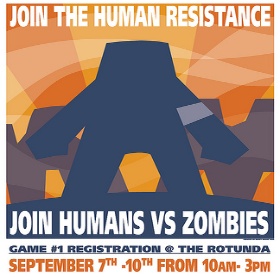 JOIN THE HUMAN RESISTANCE
JOIN HUMANS VS ZOMBIES
GAME #1 REGISTRATION @ THE ROTUNDA
SEPTEMBER 7TH -10TH FROM 10AM- 3PM